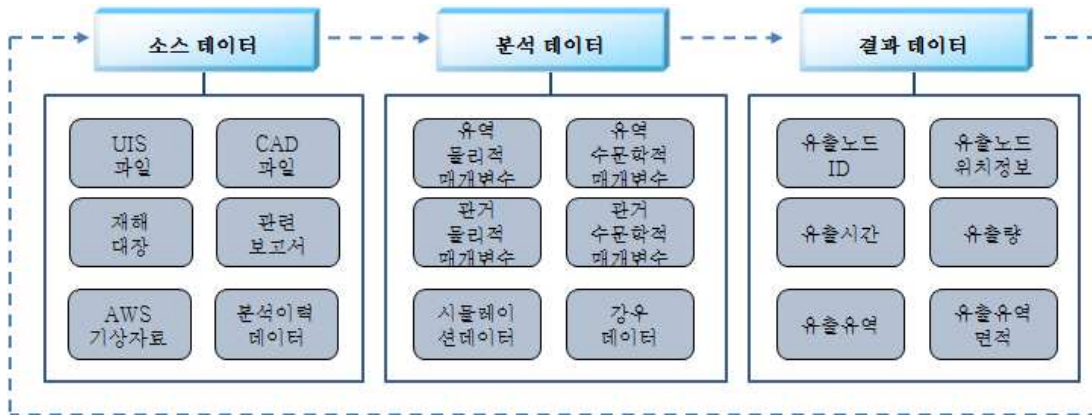 소스 데이터
분석 데이터
결과 데이터
UIS
파일
CAD
파일
재해
대장
관련
보고서
AWS
기상자료
분석이력
데이터
유역
물리적
매개변수
유역
수문학적
매개변수
관거
물리적
매개변수
관거
수문학적
매개변수
시뮬레이
션데이터
강우
데이터
유출노드
ID
유출노드
위치정보
유출시간
유출량
유출유역
유출유역
면적